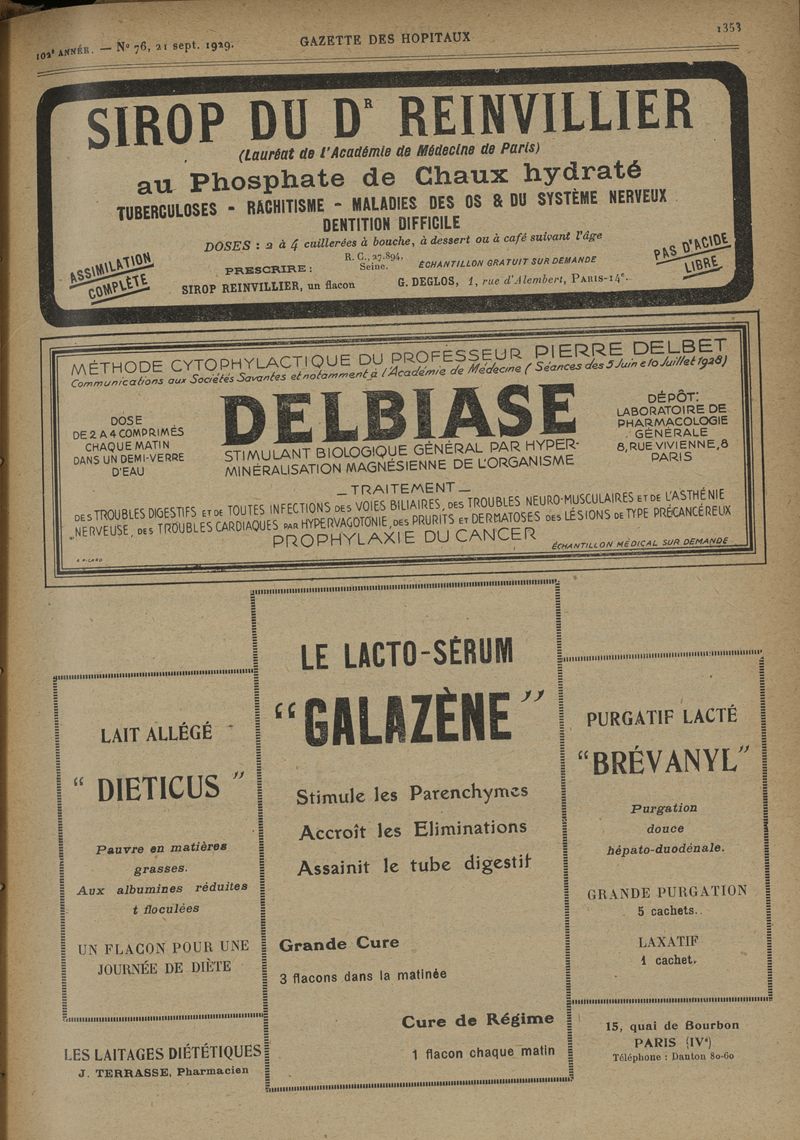 102e ANNÉE. — No 76, 21 sept. 1929.
GAZETTE DES HOPITAUX
1353
SIROP DU DR REINVILLIER
(Lauréat de l'Académie de Médecine de Paris)
au Phosphate de Chaux hydraté
TUBERCULOSES - RACHITISME - MALADIES DES OS & DU SYSTÈME NERVEUX
DENTITION DIFFICILE
DOSES : 2 à 4 cuillerées à bouche, à dessert ou à café suivant l'âge
ASSIMILATION
COMPLÈTE
PRESCRIRE :
SIROP REINVILLIER, un flacon
R. C., 27.894,
Seine.
ÉCHANTILLON GRATUIT SUR DEMANDE
G. DEGLOS, 1, rue d'Alembert, PARIS-14e.
PAS D'ACIDE
LIBRE
MÉTHODE CYTOPHYLACTIQUE DU PROFESSEUR PIERRE DELBET
Communications aux Sociétés Savantes et notamment à l'Académie de Médecine (Séances des 5 Juin et 10 Juillet 1928)
DOSE
DE 2 A 4 COMPRIMÉS
CHAQUE MATIN
DANS UN DEMI-VERRE
D'EAU
DELBIASE
STIMULANT BIOLOGIQUE GÉNÉRAL PAR HYPER-
MINÉRALISATION MAGNÉSIENNE DE L'ORGANISME
DÉPÔT:
LABORATOIRE DE
PHARMACOLOGIE
GÉNÉRALE
8, RUE VIVIENNE, 8
PARIS
— TRAITEMENT —
DES TROUBLES DIGESTIFS ET DE TOUTES INFECTIONS DES VOIES BILIAIRES, DES TROUBLES NEURO-MUSCULAIRES ET DE L'ASTHÉNIE
NERVEUSE, DES TROUBLES CARDIAQUES PAR HYPERVAGOTONIE, DES PRURITS ET DERMATOSES DES LÉSIONS DE TYPE PRÉCANCÉREUX
PROPHYLAXIE DU CANCER
ÉCHANTILLON MÉDICAL SUR DEMANDE
LAIT ALLÉGÉ
" DIETICUS "
Pauvre en matières
grasses.
Aux albumines réduites
t floculées
UN FLACON POUR UNE
JOURNÉE DE DIÈTE
LES LAITAGES DIÉTÉTIQUES
J. TERRASSE, Pharmacien
LE LACTO-SÉRUM
"GALAZÈNE"
Stimule les Parenchymes
Accroît les Eliminations
Assainit le tube digestif
Grande Cure
3 flacons dans la matinée
Cure de Régime
1 flacon chaque matin
PURGATIF LACTÉ
"BRÉVANYL"
Purgation
douce
hépato-duodénale.
GRANDE PURGATION
5 cachets.
LAXATIF
1 cachet.
15, quai de Bourbon
PARIS (IVe)
Téléphone : Danton 80-60